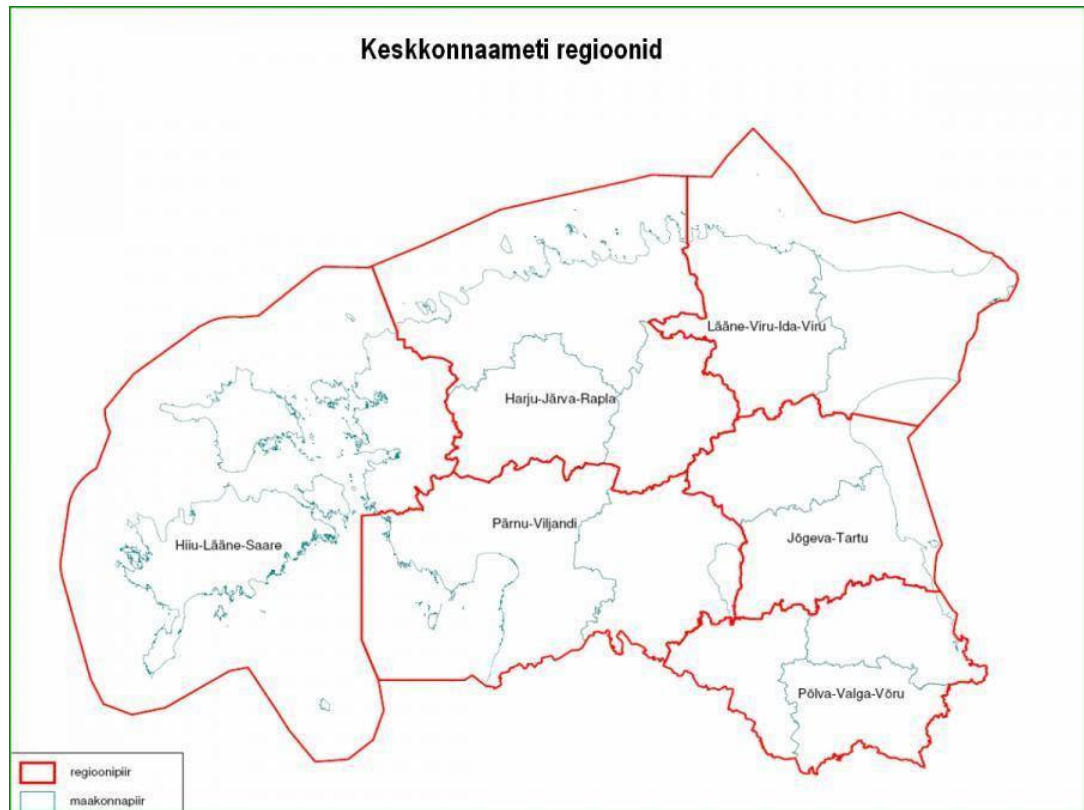 Keskkonnaameti regioonid
Lääne-Viru-Ida-Viru
Harju-Järva-Rapla
Pärnu-Viljandi
Hiiu-Lääne-Saare
Jõgeva-Tartu
Põlva-Valga-Võru
regioonipiir
maakonnapiir